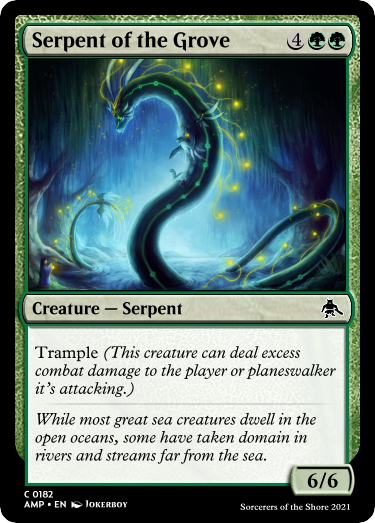 Serpent of the Grove 4
Creature — Serpent
Trample (This creature can deal excess
combat damage to the player or planeswalker
it's attacking.)
While most great sea creatures dwell in the
open oceans, some have taken domain in
rivers and streams far from the sea.
6/6
C 0182
AMP • EN Jokerboy
Sorcerers of the Shore 2021